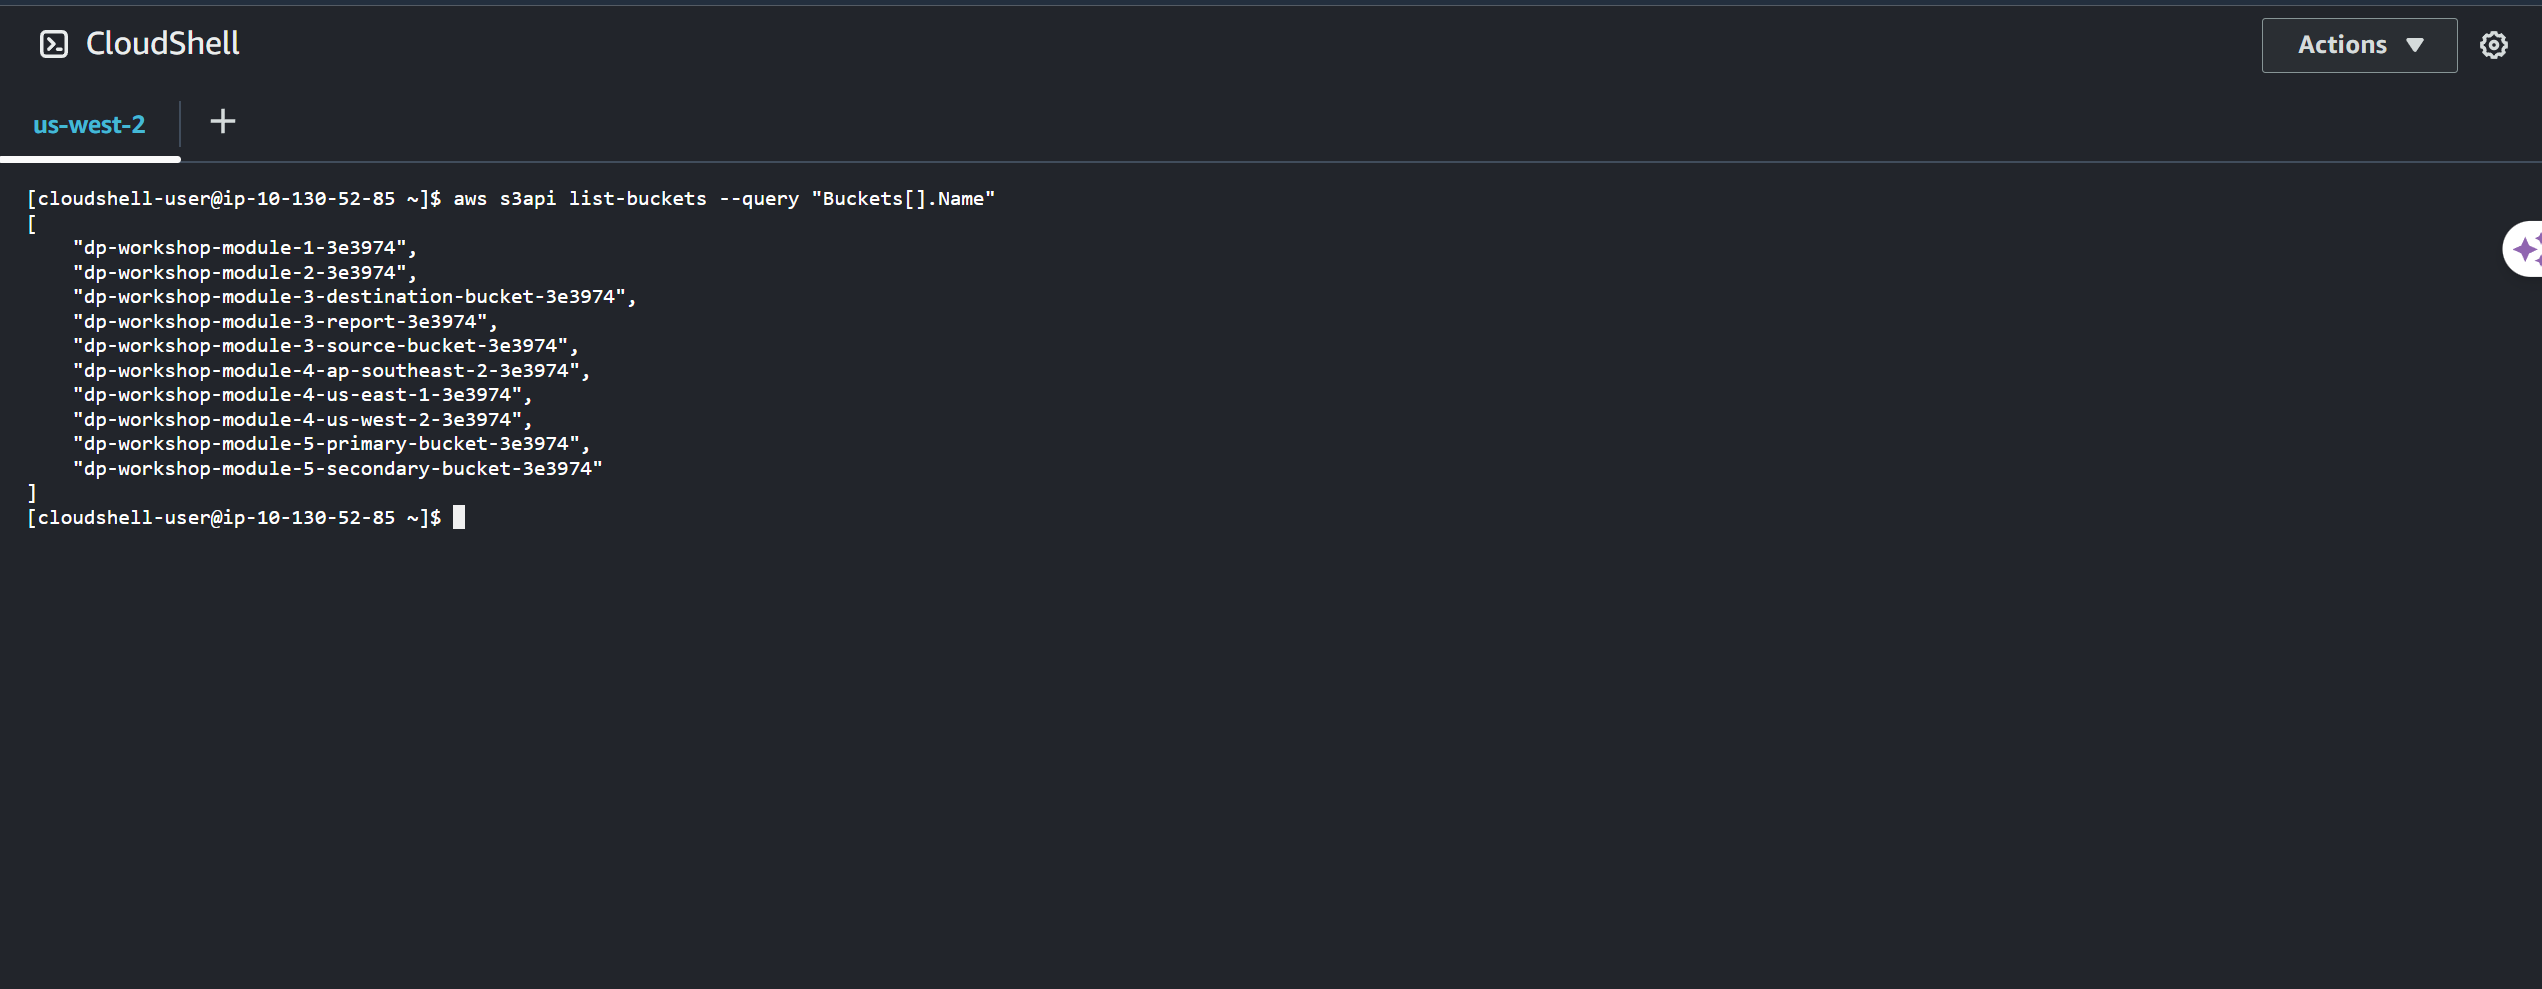 CloudShell
Actions ▼
us-west-2
+
[cloudshell-user@ip-10-130-52-85 ~]$ aws s3api list-buckets --query "Buckets[].Name"
[
    "dp-workshop-module-1-3e3974",
    "dp-workshop-module-2-3e3974",
    "dp-workshop-module-3-destination-bucket-3e3974",
    "dp-workshop-module-3-report-3e3974",
    "dp-workshop-module-3-source-bucket-3e3974",
    "dp-workshop-module-4-ap-southeast-2-3e3974",
    "dp-workshop-module-4-us-east-1-3e3974",
    "dp-workshop-module-4-us-west-2-3e3974",
    "dp-workshop-module-5-primary-bucket-3e3974",
    "dp-workshop-module-5-secondary-bucket-3e3974"
]
[cloudshell-user@ip-10-130-52-85 ~]$